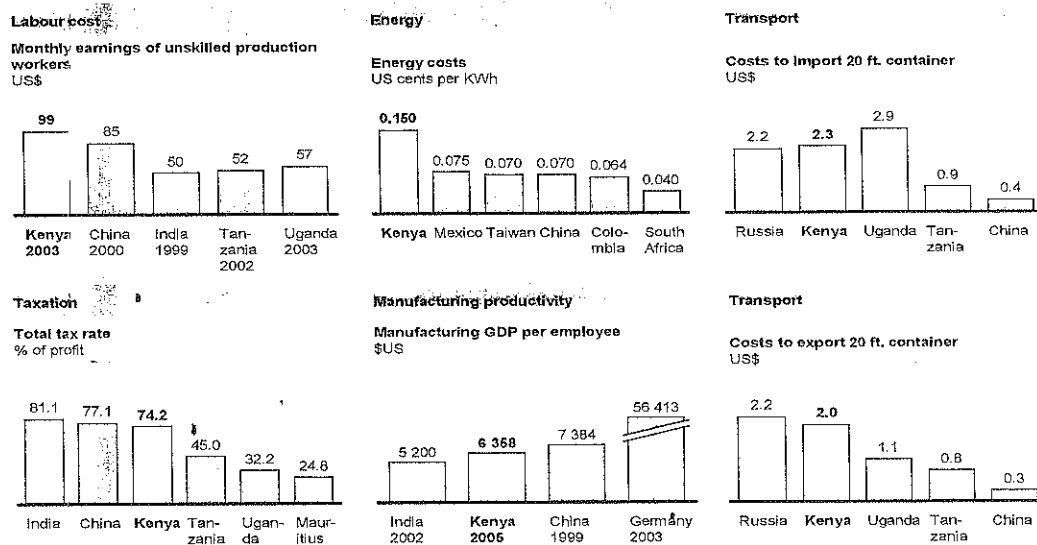 Labour cost
Monthly earnings of unskilled production
workers
US$
99
85
50
52
57
Kenya
2003
China
2000
India
1999
Tan-
zania
2002
Uganda
2003
Energy
Energy costs
US cents per KWh
0.150
0.075
0.070
0.070
0.064
0.040
Kenya
Mexico
Taiwan
China
Colo-
mbia
South
Africa
Transport
Costs to import 20 ft. container
US$
2.2
2.3
2.9
0.9
0.4
Russia
Kenya
Uganda
Tan-
zania
China
Taxation
Total tax rate
% of profit
81.1
77.1
74.2
45.0
32.2
24.8
India
China
Kenya
Tan-
zania
Ugan-
da
Maur-
itius
Manufacturing productivity
Manufacturing GDP per employee
$US
5 200
6 368
7 384
56 413
India
2002
Kenya
2005
China
1999
Germany
2003
Transport
Costs to export 20 ft. container
US$
2.2
2.0
1.1
0.8
0.3
Russia
Kenya
Uganda
Tan-
zania
China